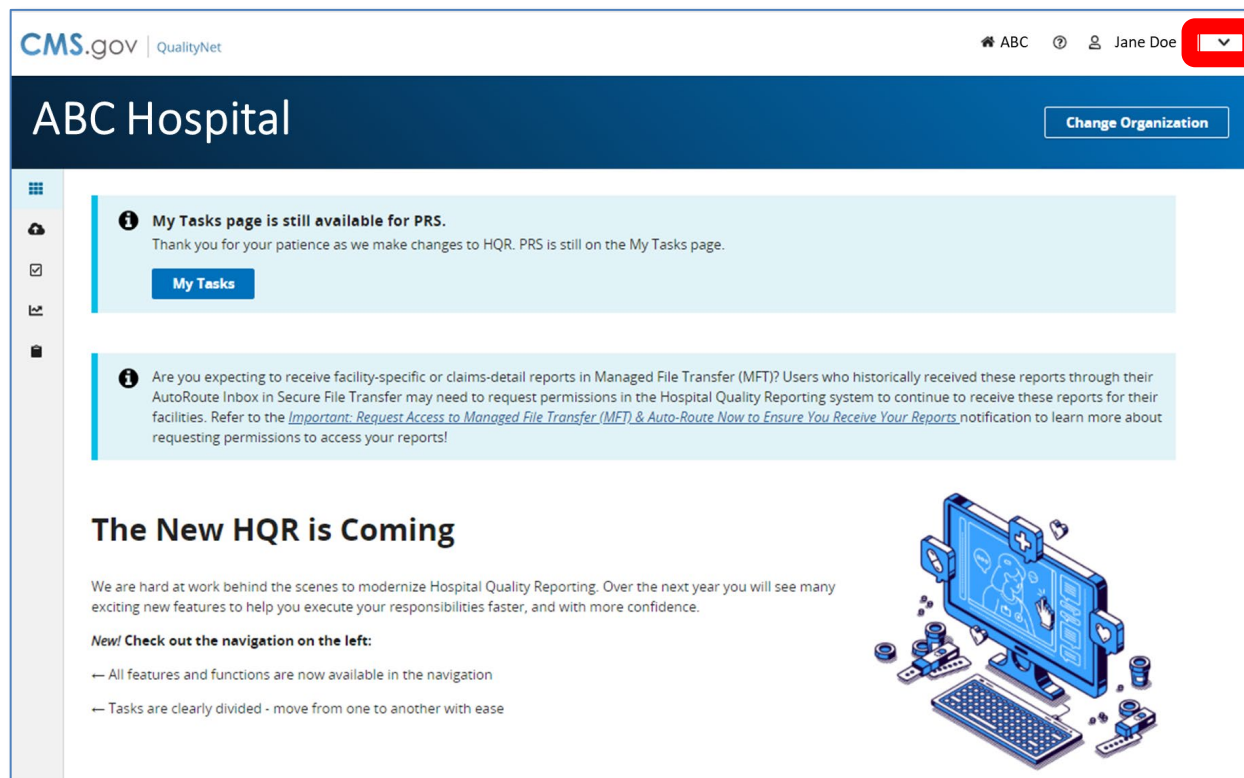 CMS.gov | QualityNet
ABC
Jane Doe
ABC Hospital
Change Organization
My Tasks page is still available for PRS.
Thank you for your patience as we make changes to HQR. PRS is still on the My Tasks page.
My Tasks
Are you expecting to receive facility-specific or claims-detail reports in Managed File Transfer (MFT)? Users who historically received these reports through their
AutoRoute Inbox in Secure File Transfer may need to request permissions in the Hospital Quality Reporting system to continue to receive these reports for their
facilities. Refer to the Important: Request Access to Managed File Transfer (MFT) & Auto-Route Now to Ensure You Receive Your Reports notification to learn more about
requesting permissions to access your reports!
The New HQR is Coming
We are hard at work behind the scenes to modernize Hospital Quality Reporting. Over the next year you will see many
exciting new features to help you execute your responsibilities faster, and with more confidence.
New! Check out the navigation on the left:
← All features and functions are now available in the navigation
← Tasks are clearly divided - move from one to another with ease